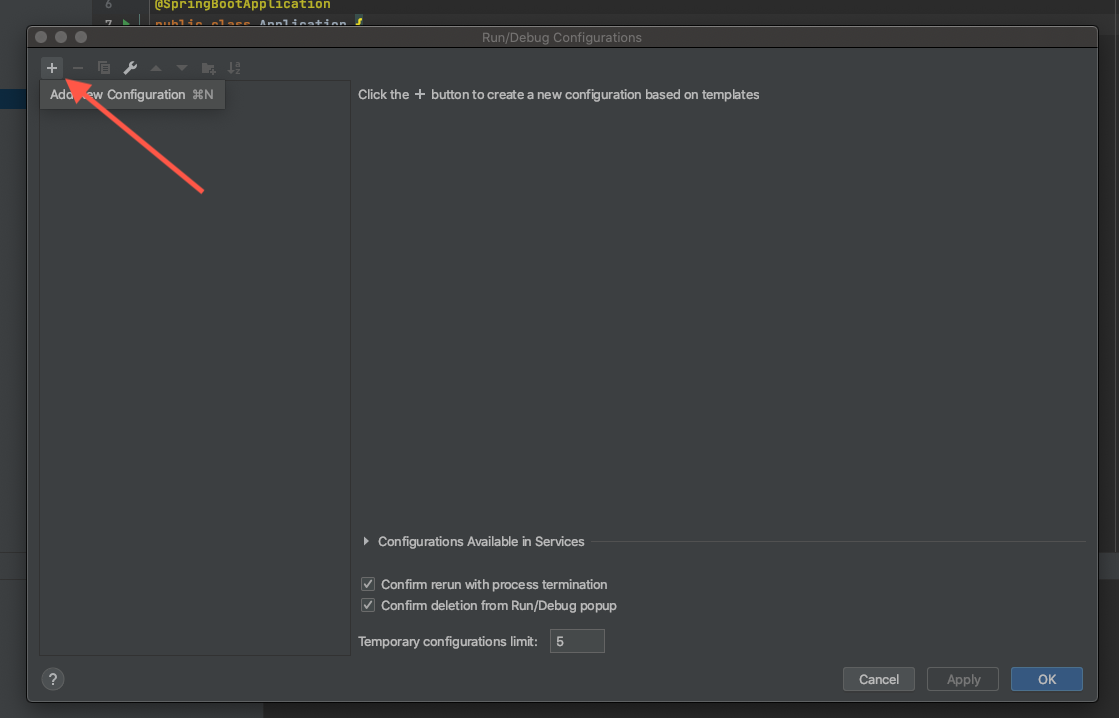 6
@SpringBootApplication
7
public class Application {
Run/Debug Configurations
Add New Configuration ⌘N
Click the + button to create a new configuration based on templates
Configurations Available in Services
Confirm rerun with process termination
Confirm deletion from Run/Debug popup
Temporary configurations limit: 5
?
Cancel
Apply
OK